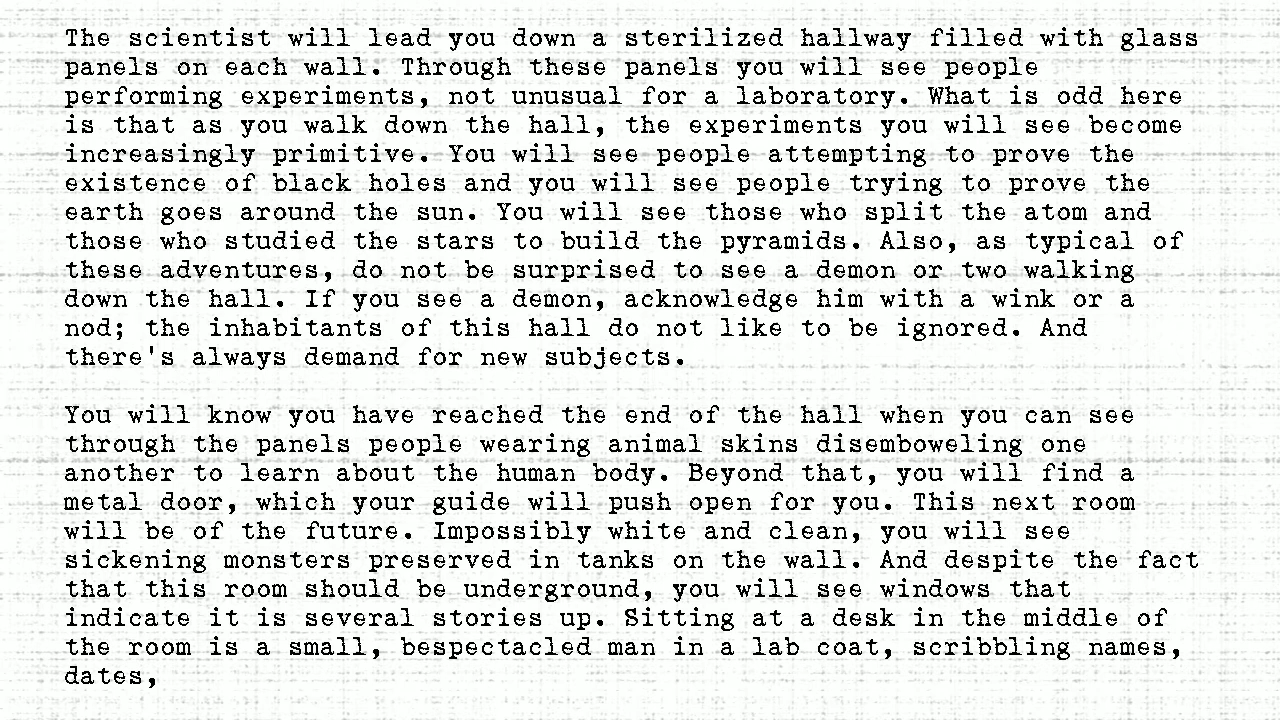 The scientist will lead you down a sterilized hallway filled with glass
panels on each wall. Through these panels you will see people
performing experiments, not unusual for a laboratory. What is odd here
is that as you walk down the hall, the experiments you will see become
increasingly primitive. You will see people attempting to prove the
existence of black holes and you will see people trying to prove the
earth goes around the sun. You will see those who split the atom and
those who studied the stars to build the pyramids. Also, as typical of
these adventures, do not be surprised to see a demon or two walking
down the hall. If you see a demon, acknowledge him with a wink or a
nod; the inhabitants of this hall do not like to be ignored. And
there's always demand for new subjects.

You will know you have reached the end of the hall when you can see
through the panels people wearing animal skins disemboweling one
another to learn about the human body. Beyond that, you will find a
metal door, which your guide will push open for you. This next room
will be of the future. Impossibly white and clean, you will see
sickening monsters preserved in tanks on the wall. And despite the fact
that this room should be underground, you will see windows that
indicate it is several stories up. Sitting at a desk in the middle of
the room is a small, bespectacled man in a lab coat, scribbling names,
dates,